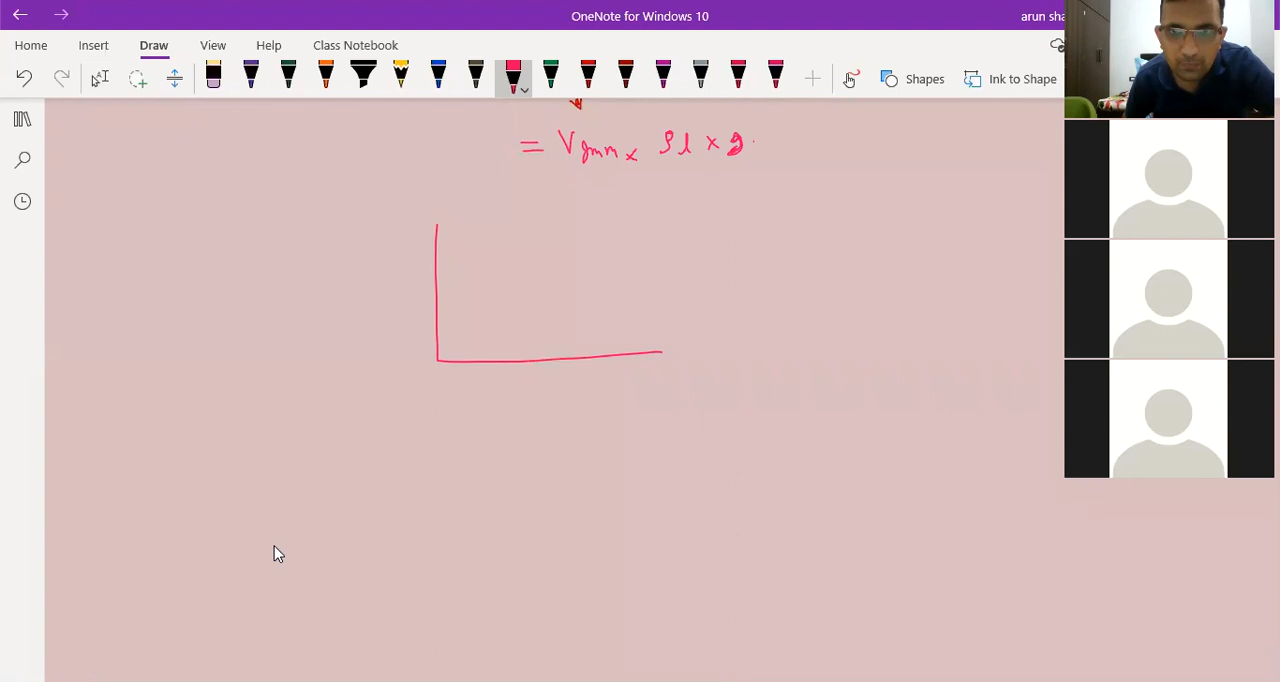 OneNote for Windows 10
arun sha
Home Insert Draw View Help Class Notebook
Shapes Ink to Shape
= Vimm × ρl × g